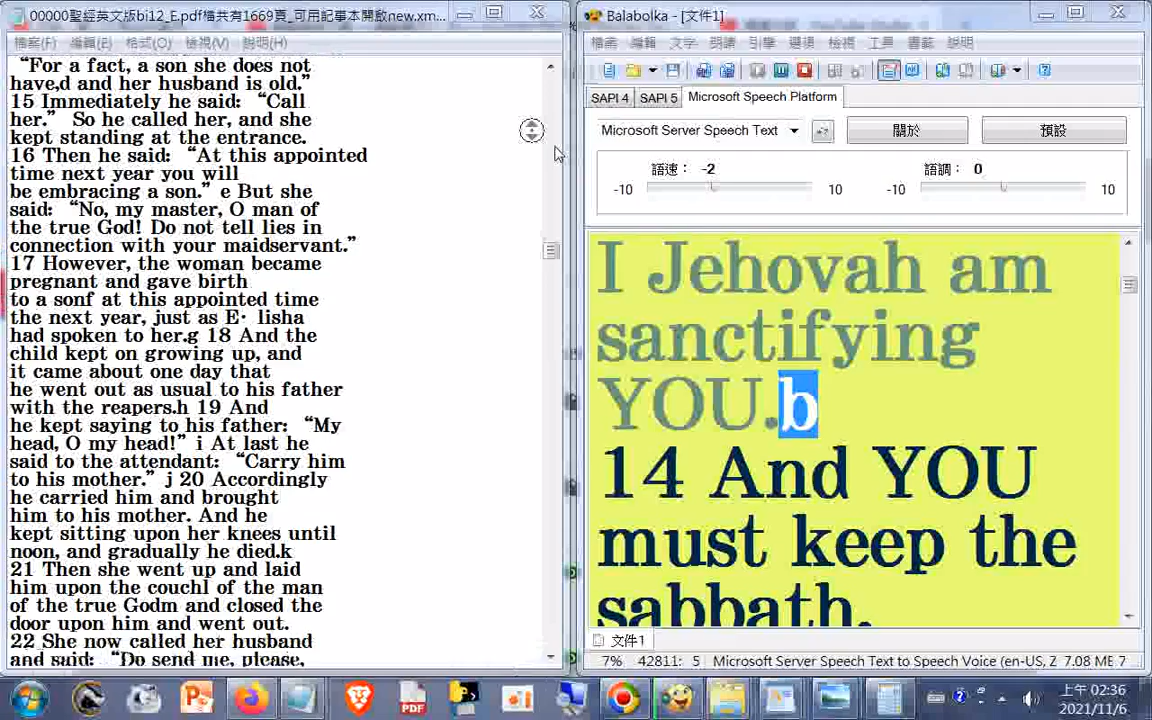 00000聖經英文版bi12_E.pdf檔共有1669頁_可用記事本開啟new.xm...
檔案(F) 編輯(E) 格式(O) 檢視(V) 說明(H)
“For a fact, a son she does not
have,d and her husband is old.”
15 Immediately he said: “Call
her.” So he called her, and she
kept standing at the entrance.
16 Then he said: “At this appointed
time next year you will
be embracing a son.” e But she
said: “No, my master, O man of
the true God! Do not tell lies in
connection with your maidservant.”
17 However, the woman became
pregnant and gave birth
to a sonf at this appointed time
the next year, just as E· lisha
had spoken to her.g 18 And the
child kept on growing up, and
it came about one day that
he went out as usual to his father
with the reapers.h 19 And
he kept saying to his father: “My
head, O my head!” i At last he
said to the attendant: “Carry him
to his mother.” j 20 Accordingly
he carried him and brought
him to his mother. And he
kept sitting upon her knees until
noon, and gradually he died.k
21 Then she went up and laid
him upon the couchl of the man
of the true Godm and closed the
door upon him and went out.
22 She now called her husband
and said: “Do send me, please,
Balabolka - [文件1]
檔案 編輯 文字 朗讀 引擎 選項 檢視 工具 書籤 說明
SAPI 4 SAPI 5 Microsoft Speech Platform
Microsoft Server Speech Text +? 關於 預設
語速： -2 語調： 0
-10 10 -10 10
I Jehovah am
sanctifying
YOU.b
14 And YOU
must keep the
sabbath,
文件1
7% 42811: 5 Microsoft Server Speech Text to Speech Voice (en-US, Z 7.08 ME 7
PDF
上午 02:36
2021/11/6